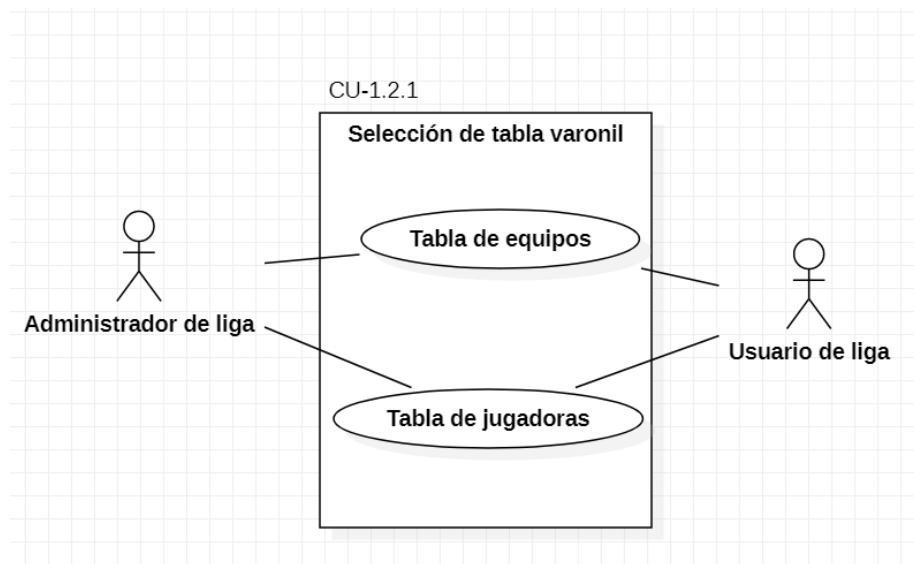 CU-1.2.1
Selección de tabla varonil
Tabla de equipos
Administrador de liga
Usuario de liga
Tabla de jugadoras